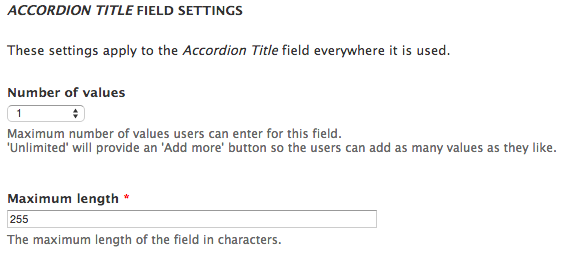 ACCORDION TITLE FIELD SETTINGS
These settings apply to the Accordion Title field everywhere it is used.
Number of values
1
Maximum number of values users can enter for this field.
'Unlimited' will provide an 'Add more' button so the users can add as many values as they like.
Maximum length *
255
The maximum length of the field in characters.